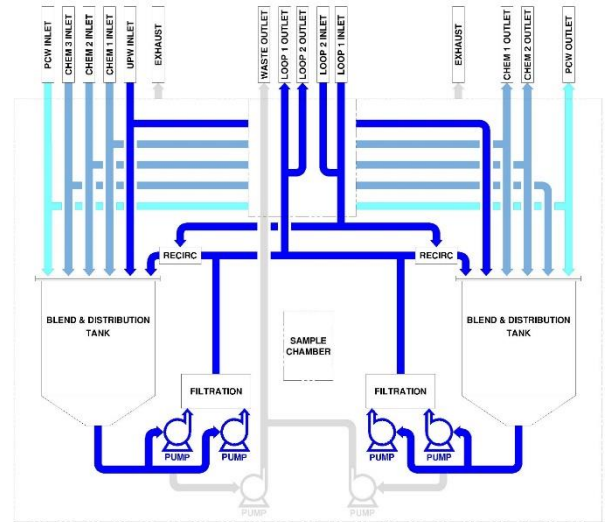 PCW INLET
CHEM 3 INLET
CHEM 2 INLET
CHEM 1 INLET
UPW INLET
EXHAUST
WASTE OUTLET
LOOP 1 OUTLET
LOOP 2 OUTLET
LOOP 2 INLET
LOOP 1 INLET
EXHAUST
CHEM 1 OUTLET
CHEM 2 OUTLET
PCW OUTLET
RECIRC
RECIRC
BLEND & DISTRIBUTION
TANK
SAMPLE
CHAMBER
BLEND & DISTRIBUTION
TANK
FILTRATION
FILTRATION
PUMP
PUMP
PUMP
PUMP
PUMP
PUMP